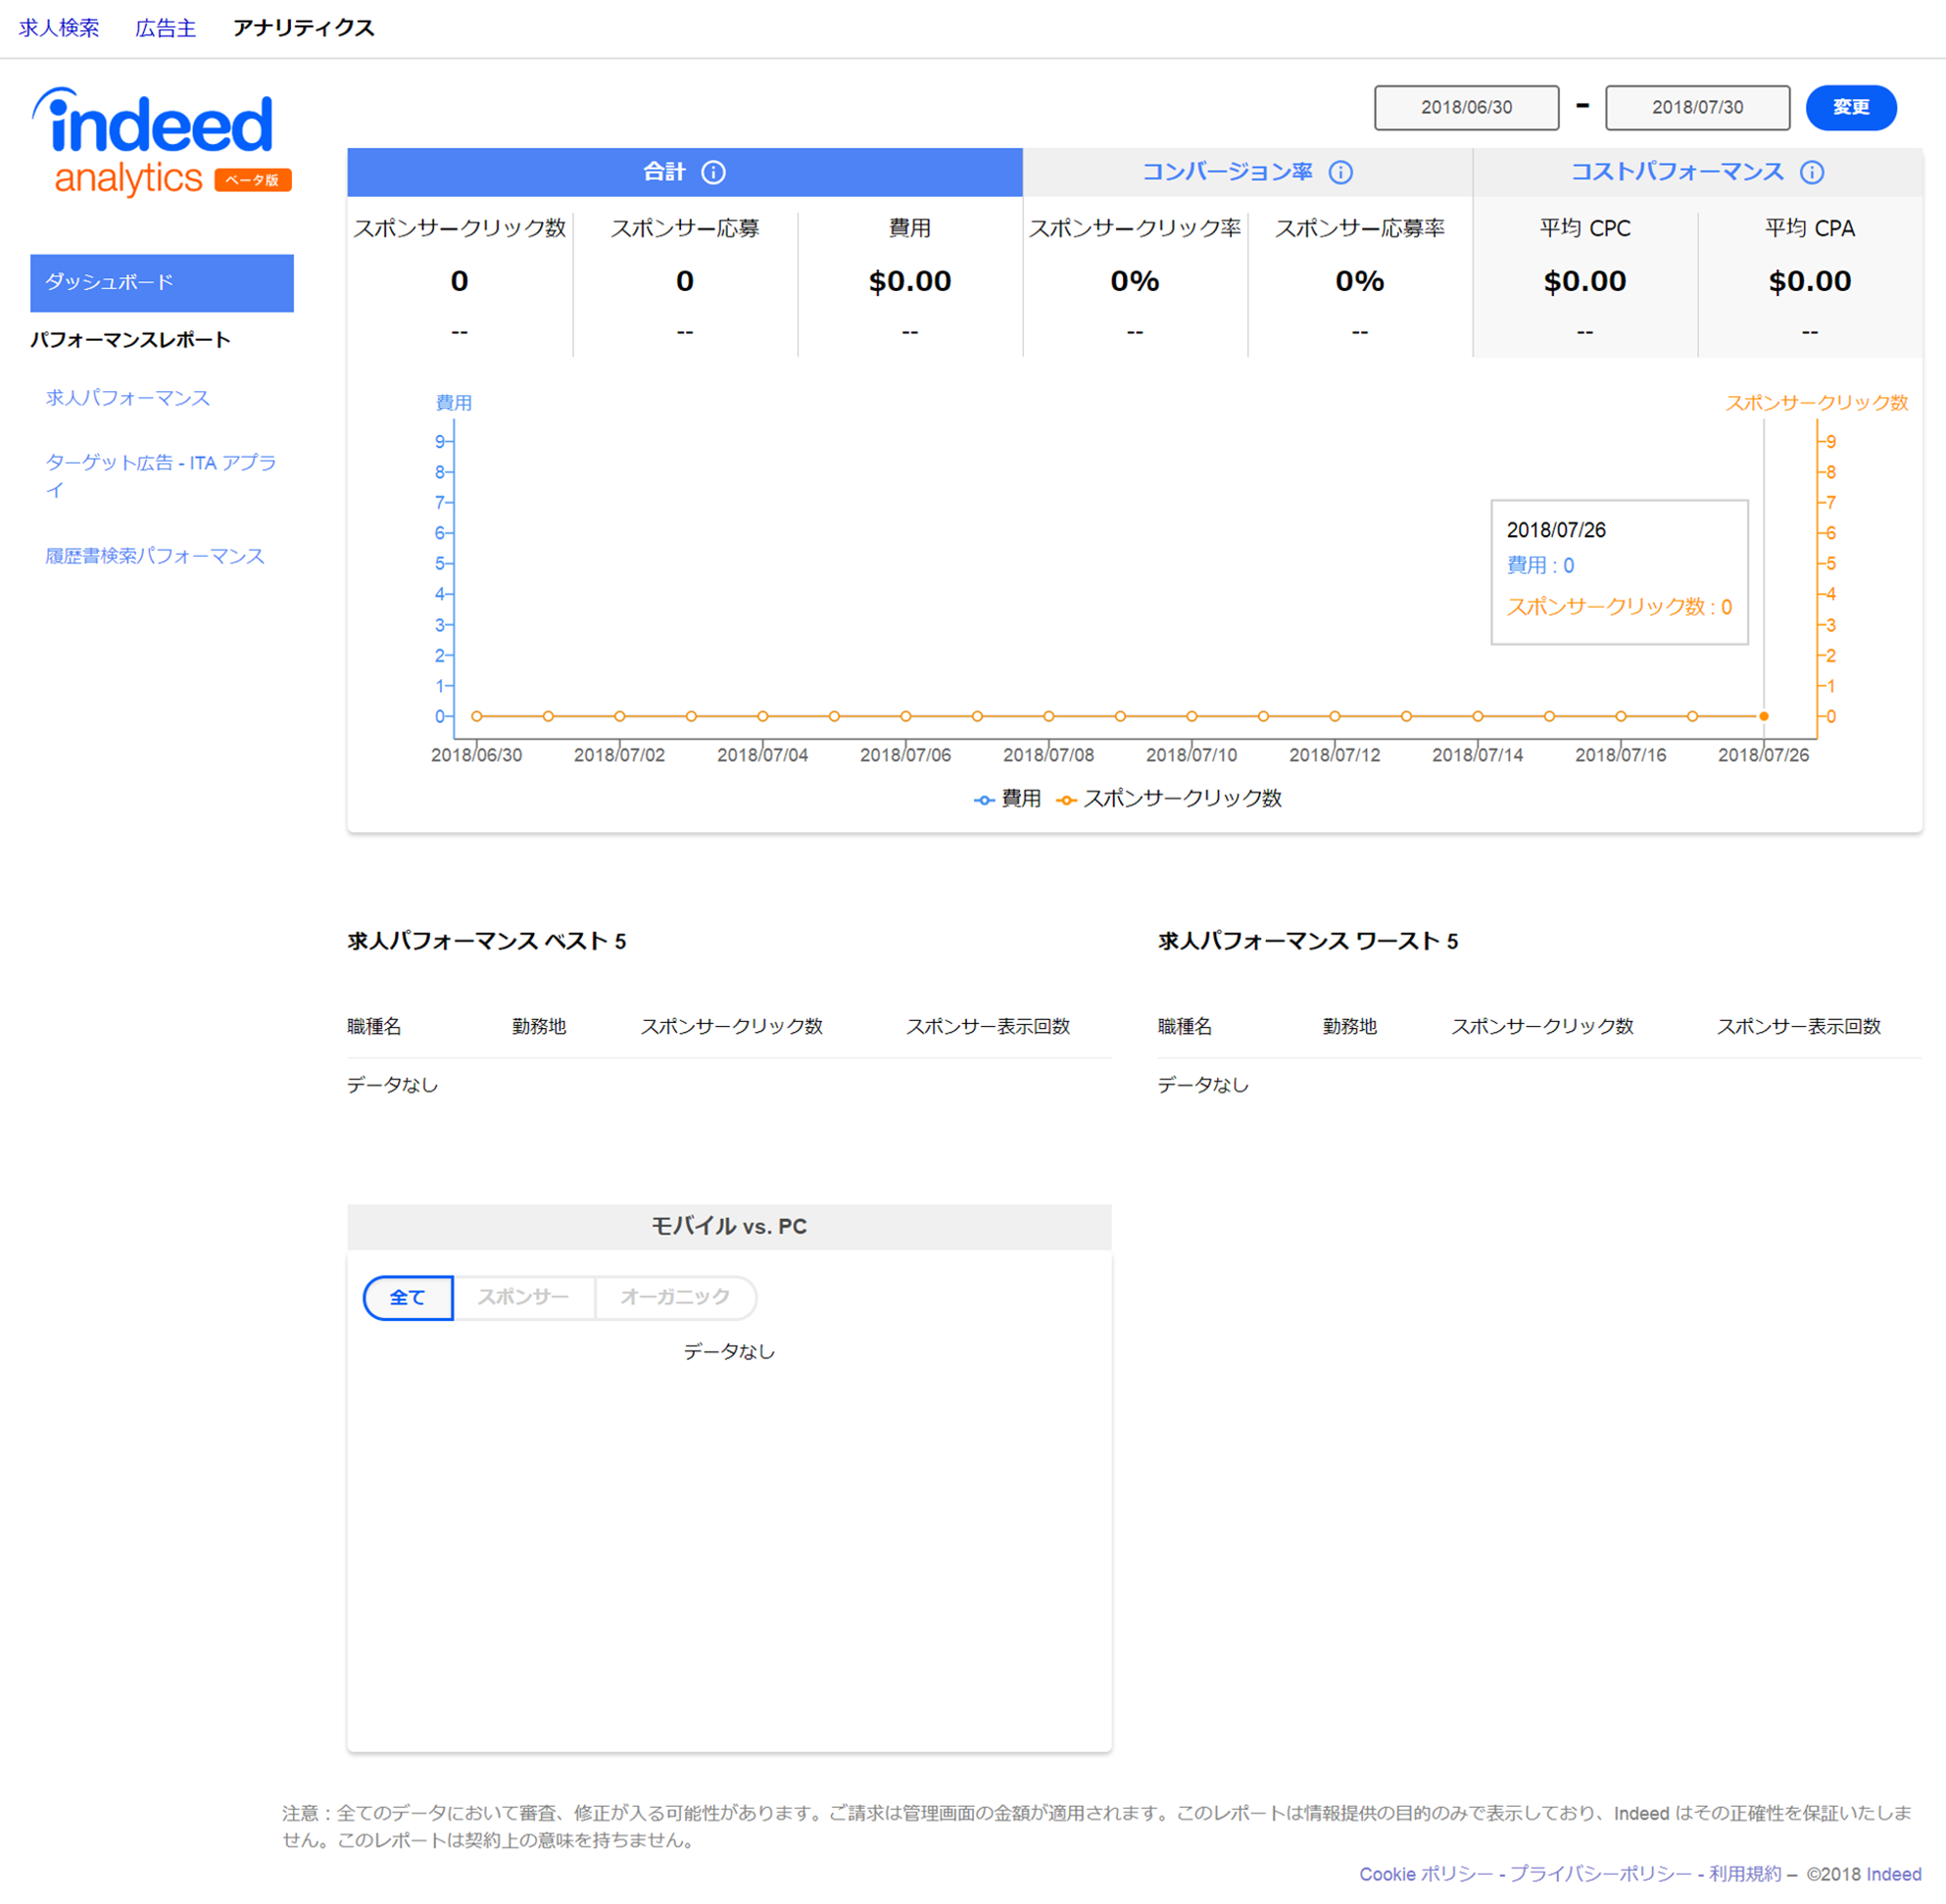 求人検索 広告主 アナリティクス
indeed
analytics ベータ版
2018/06/30 - 2018/07/30 変更
ダッシュボード
パフォーマンスレポート
求人パフォーマンス
ターゲット広告 - ITA アプラ
イ
履歴書検索パフォーマンス
合計 コンバージョン率 コストパフォーマンス
スポンサークリック数 スポンサー応募 費用 スポンサークリック率 スポンサー応募率 平均 CPC 平均 CPA
0 0 $0.00 0% 0% $0.00 $0.00
-- -- -- -- -- -- --
費用 スポンサークリック数
9 9
8 8
7 7
6 6
5 5
4 4
3 3
2 2
1 1
0 0
2018/07/26
費用 : 0
スポンサークリック数 : 0
2018/06/30 2018/07/02 2018/07/04 2018/07/06 2018/07/08 2018/07/10 2018/07/12 2018/07/14 2018/07/16 2018/07/26
費用 スポンサークリック数
求人パフォーマンス ベスト 5
職種名 勤務地 スポンサークリック数 スポンサー表示回数
データなし
求人パフォーマンス ワースト 5
職種名 勤務地 スポンサークリック数 スポンサー表示回数
データなし
モバイル vs. PC
全て スポンサー オーガニック
データなし
注意：全てのデータにおいて審査、修正が入る可能性があります。ご請求は管理画面の金額が適用されます。このレポートは情報提供の目的のみで表示しており、Indeed はその正確性を保証いたしま
せん。このレポートは契約上の意味を持ちません。
Cookie ポリシー - プライバシーポリシー - 利用規約 – ©2018 Indeed